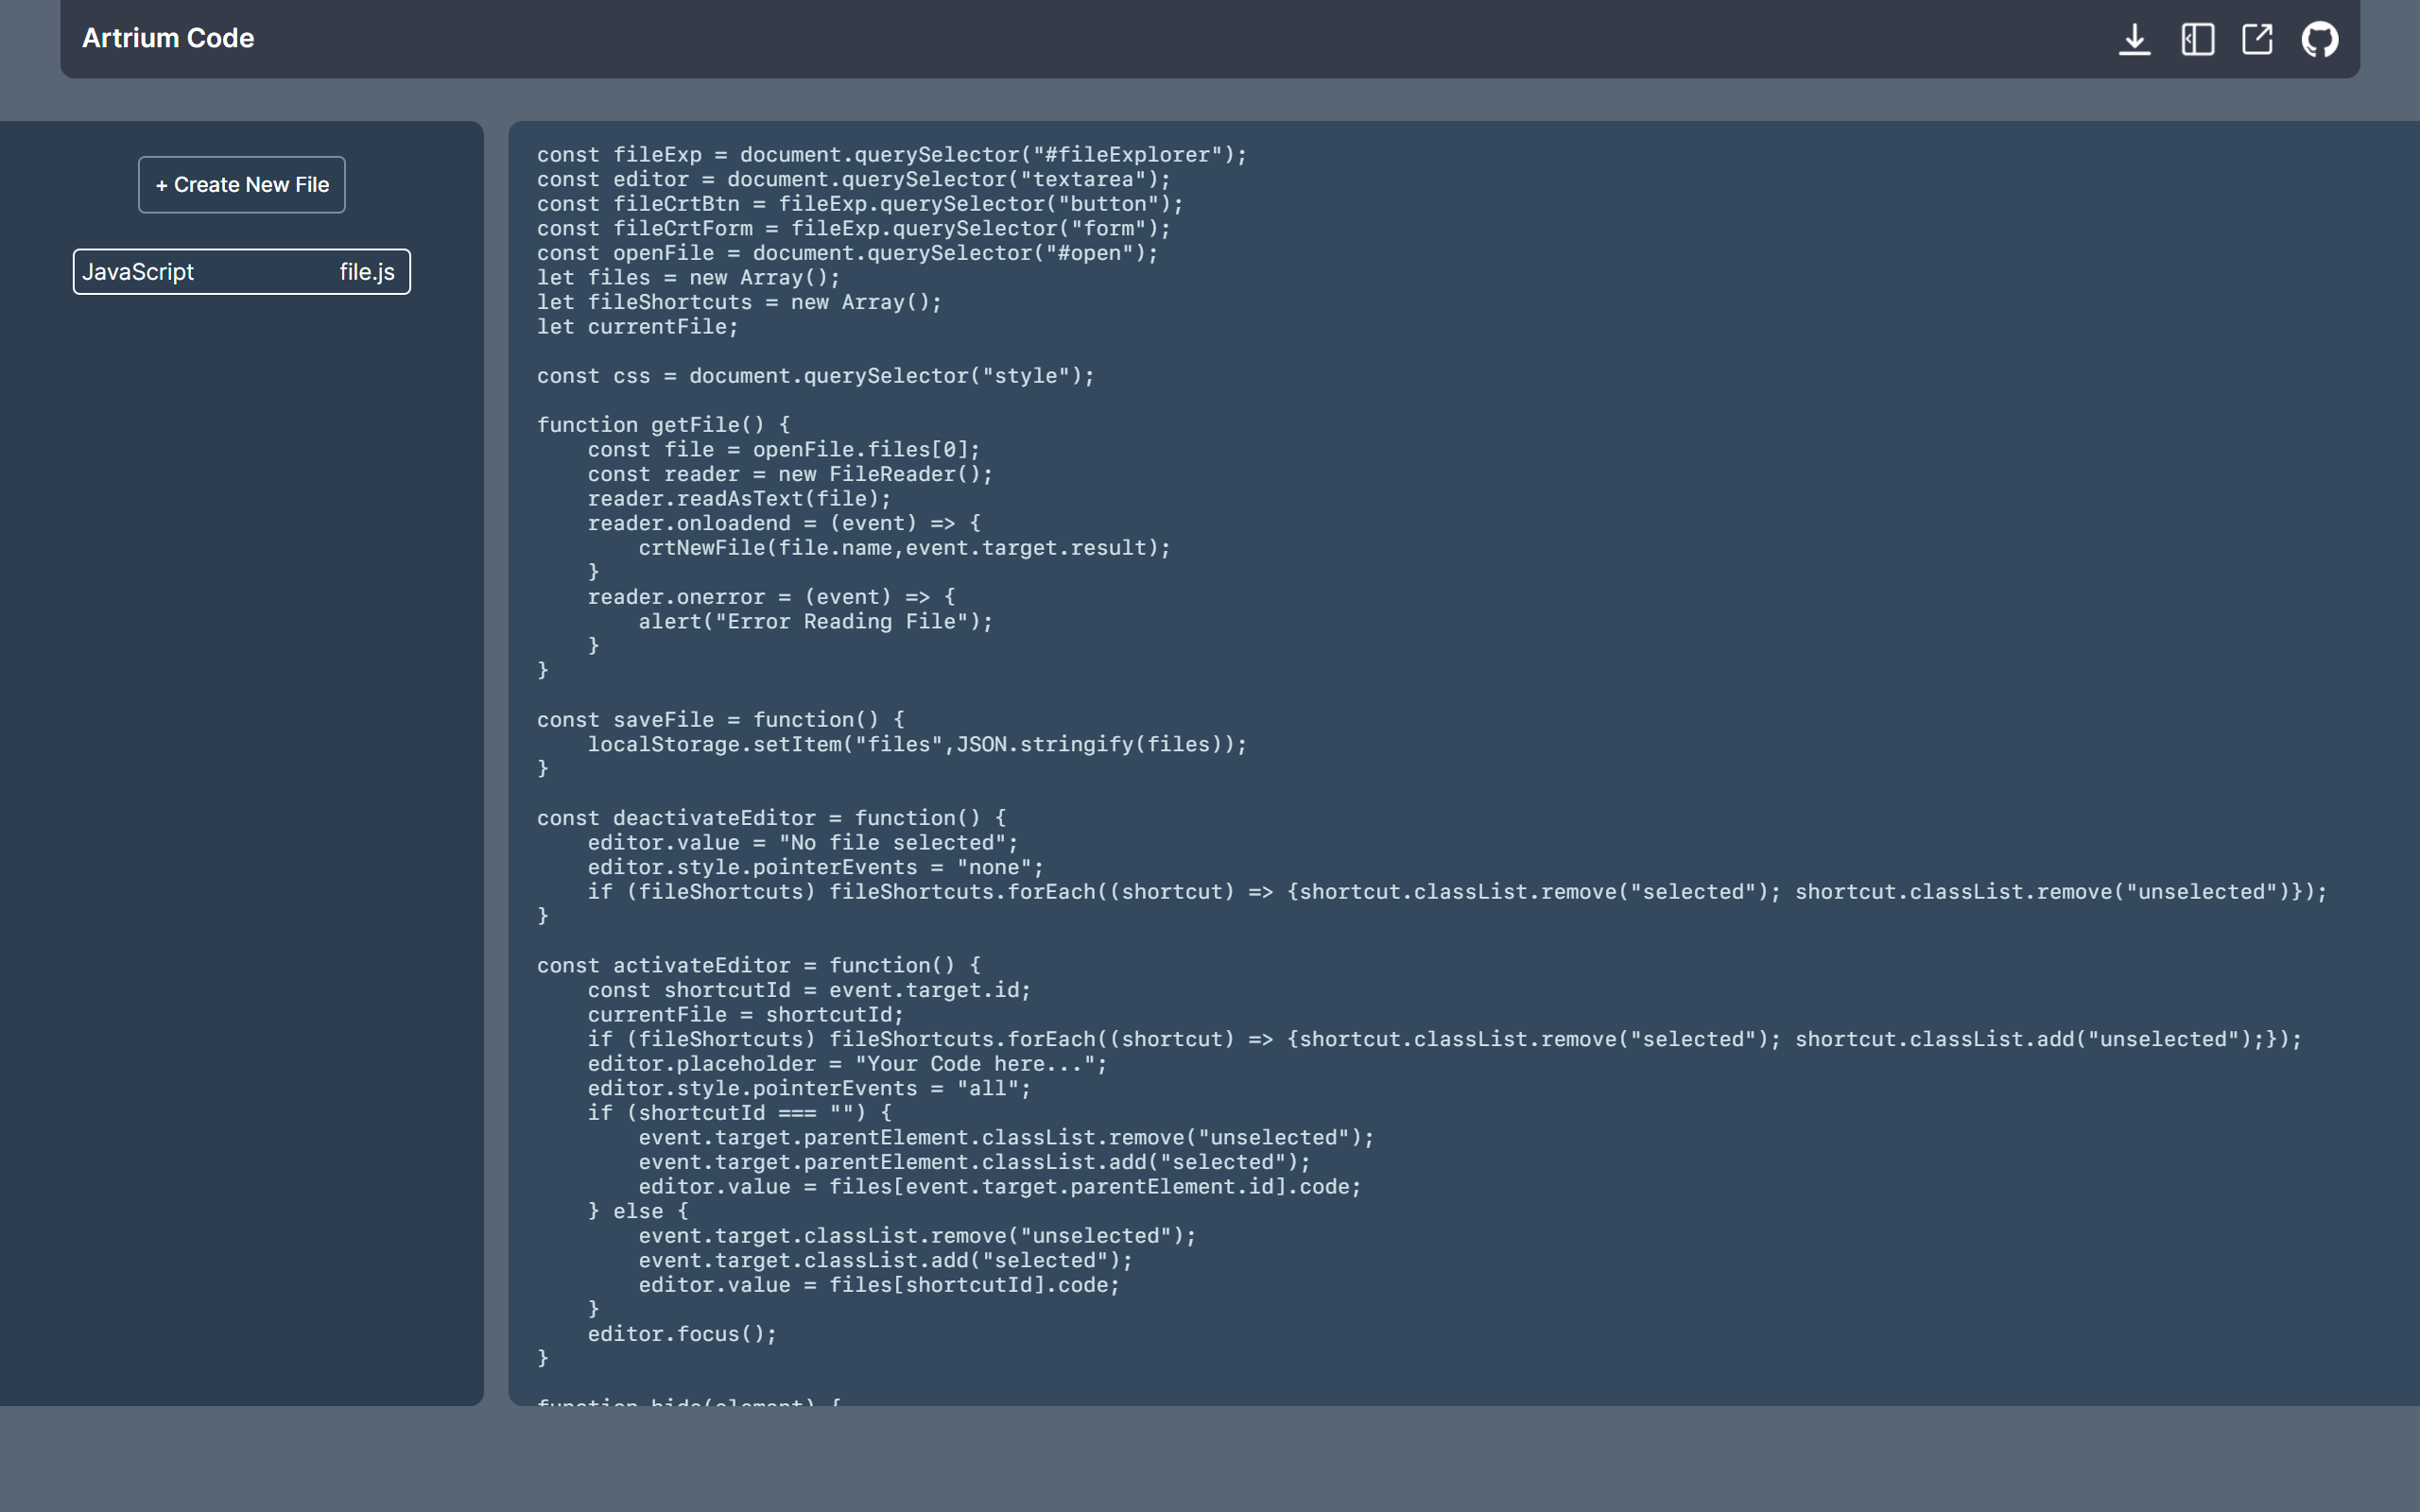 Artrium Code
+ Create New File
JavaScript file.js
const fileExp = document.querySelector("#fileExplorer");
const editor = document.querySelector("textarea");
const fileCrtBtn = fileExp.querySelector("button");
const fileCrtForm = fileExp.querySelector("form");
const openFile = document.querySelector("#open");
let files = new Array();
let fileShortcuts = new Array();
let currentFile;

const css = document.querySelector("style");

function getFile() {
    const file = openFile.files[0];
    const reader = new FileReader();
    reader.readAsText(file);
    reader.onloadend = (event) => {
        crtNewFile(file.name,event.target.result);
    }
    reader.onerror = (event) => {
        alert("Error Reading File");
    }
}

const saveFile = function() {
    localStorage.setItem("files",JSON.stringify(files));
}

const deactivateEditor = function() {
    editor.value = "No file selected";
    editor.style.pointerEvents = "none";
    if (fileShortcuts) fileShortcuts.forEach((shortcut) => {shortcut.classList.remove("selected"); shortcut.classList.remove("unselected")});
}

const activateEditor = function() {
    const shortcutId = event.target.id;
    currentFile = shortcutId;
    if (fileShortcuts) fileShortcuts.forEach((shortcut) => {shortcut.classList.remove("selected"); shortcut.classList.add("unselected");});
    editor.placeholder = "Your Code here...";
    editor.style.pointerEvents = "all";
    if (shortcutId === "") {
        event.target.parentElement.classList.remove("unselected");
        event.target.parentElement.classList.add("selected");
        editor.value = files[event.target.parentElement.id].code;
    } else {
        event.target.classList.remove("unselected");
        event.target.classList.add("selected");
        editor.value = files[shortcutId].code;
    }
    editor.focus();
}

function hide(element) {